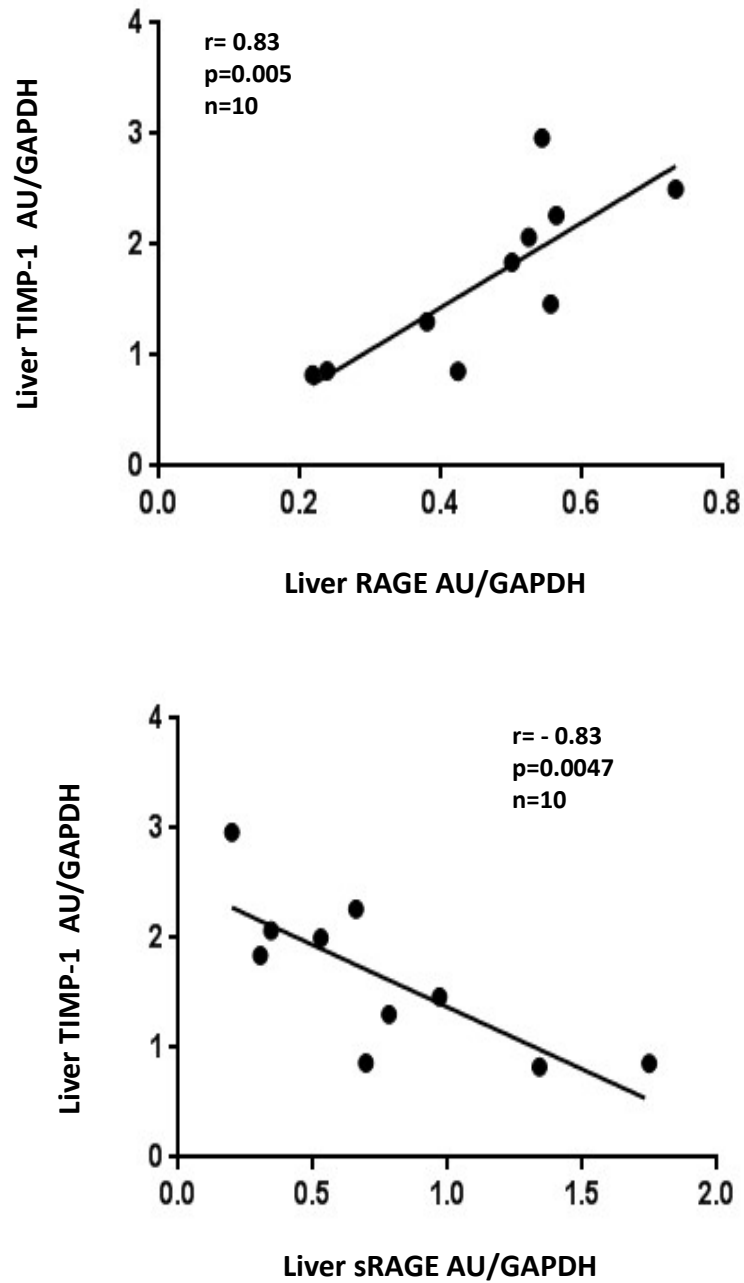 4
r= 0.83
p=0.005
n=10
3
2
1
0
Liver TIMP-1 AU/GAPDH
0.0 0.2 0.4 0.6 0.8
Liver RAGE AU/GAPDH
4
r= - 0.83
p=0.0047
n=10
3
2
1
0
Liver TIMP-1 AU/GAPDH
0.0 0.5 1.0 1.5 2.0
Liver sRAGE AU/GAPDH